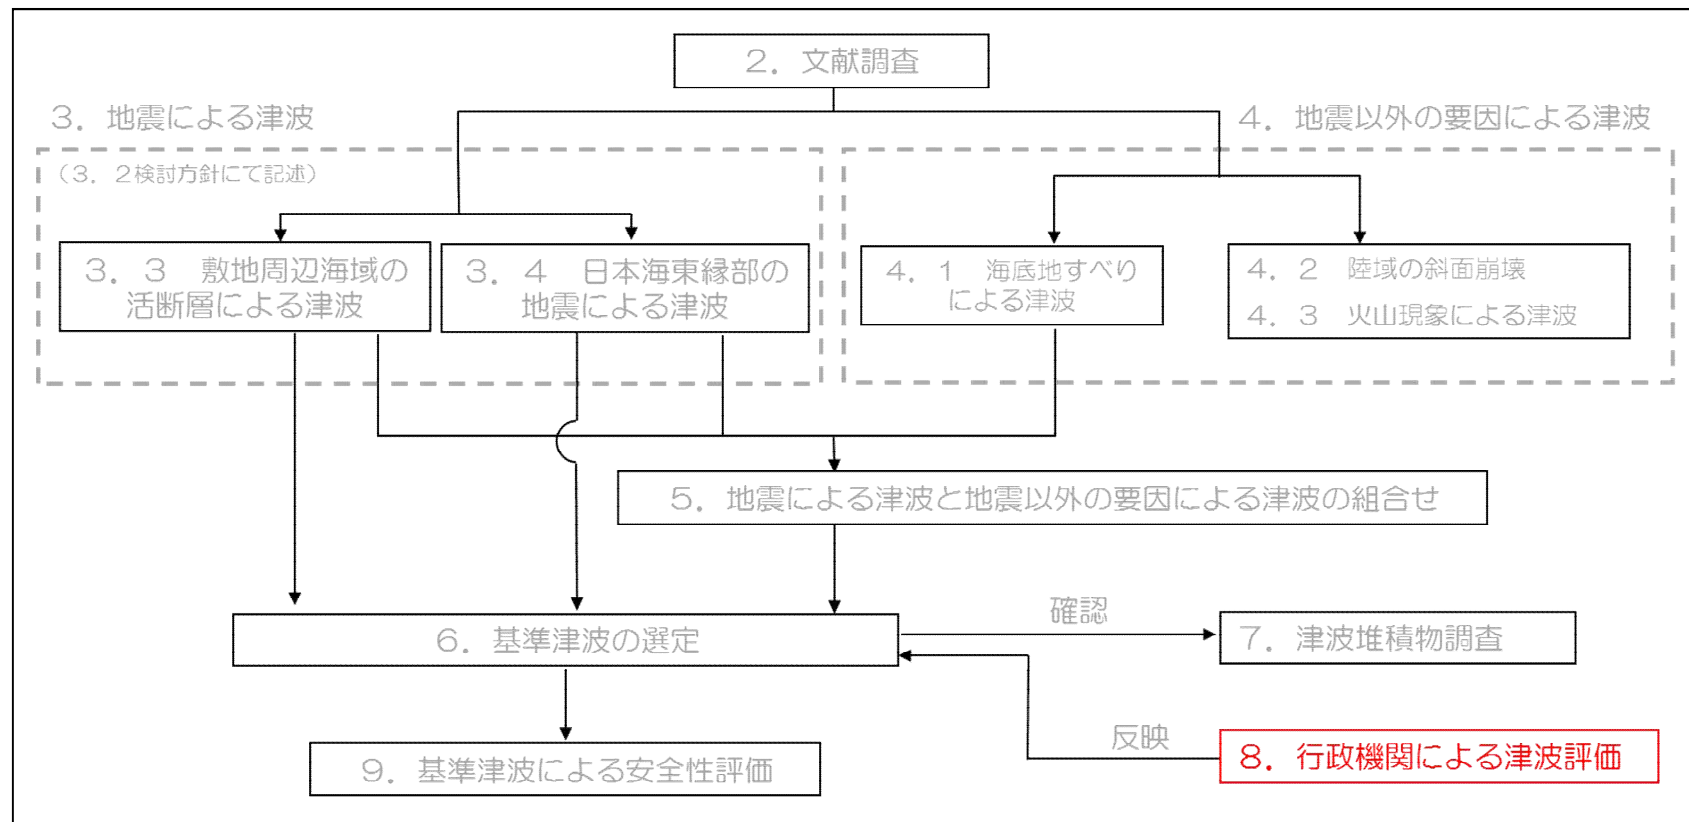 ２．文献調査
３．地震による津波
４．地震以外の要因による津波
（３．２検討方針にて記述）
３．３　敷地周辺海域の
活断層による津波
３．４　日本海東縁部の
地震による津波
４．１　海底地すべり
による津波
４．２　陸域の斜面崩壊
４．３　火山現象による津波
５．地震による津波と地震以外の要因による津波の組合せ
６．基準津波の選定
確認
７．津波堆積物調査
反映
８．行政機関による津波評価
９．基準津波による安全性評価